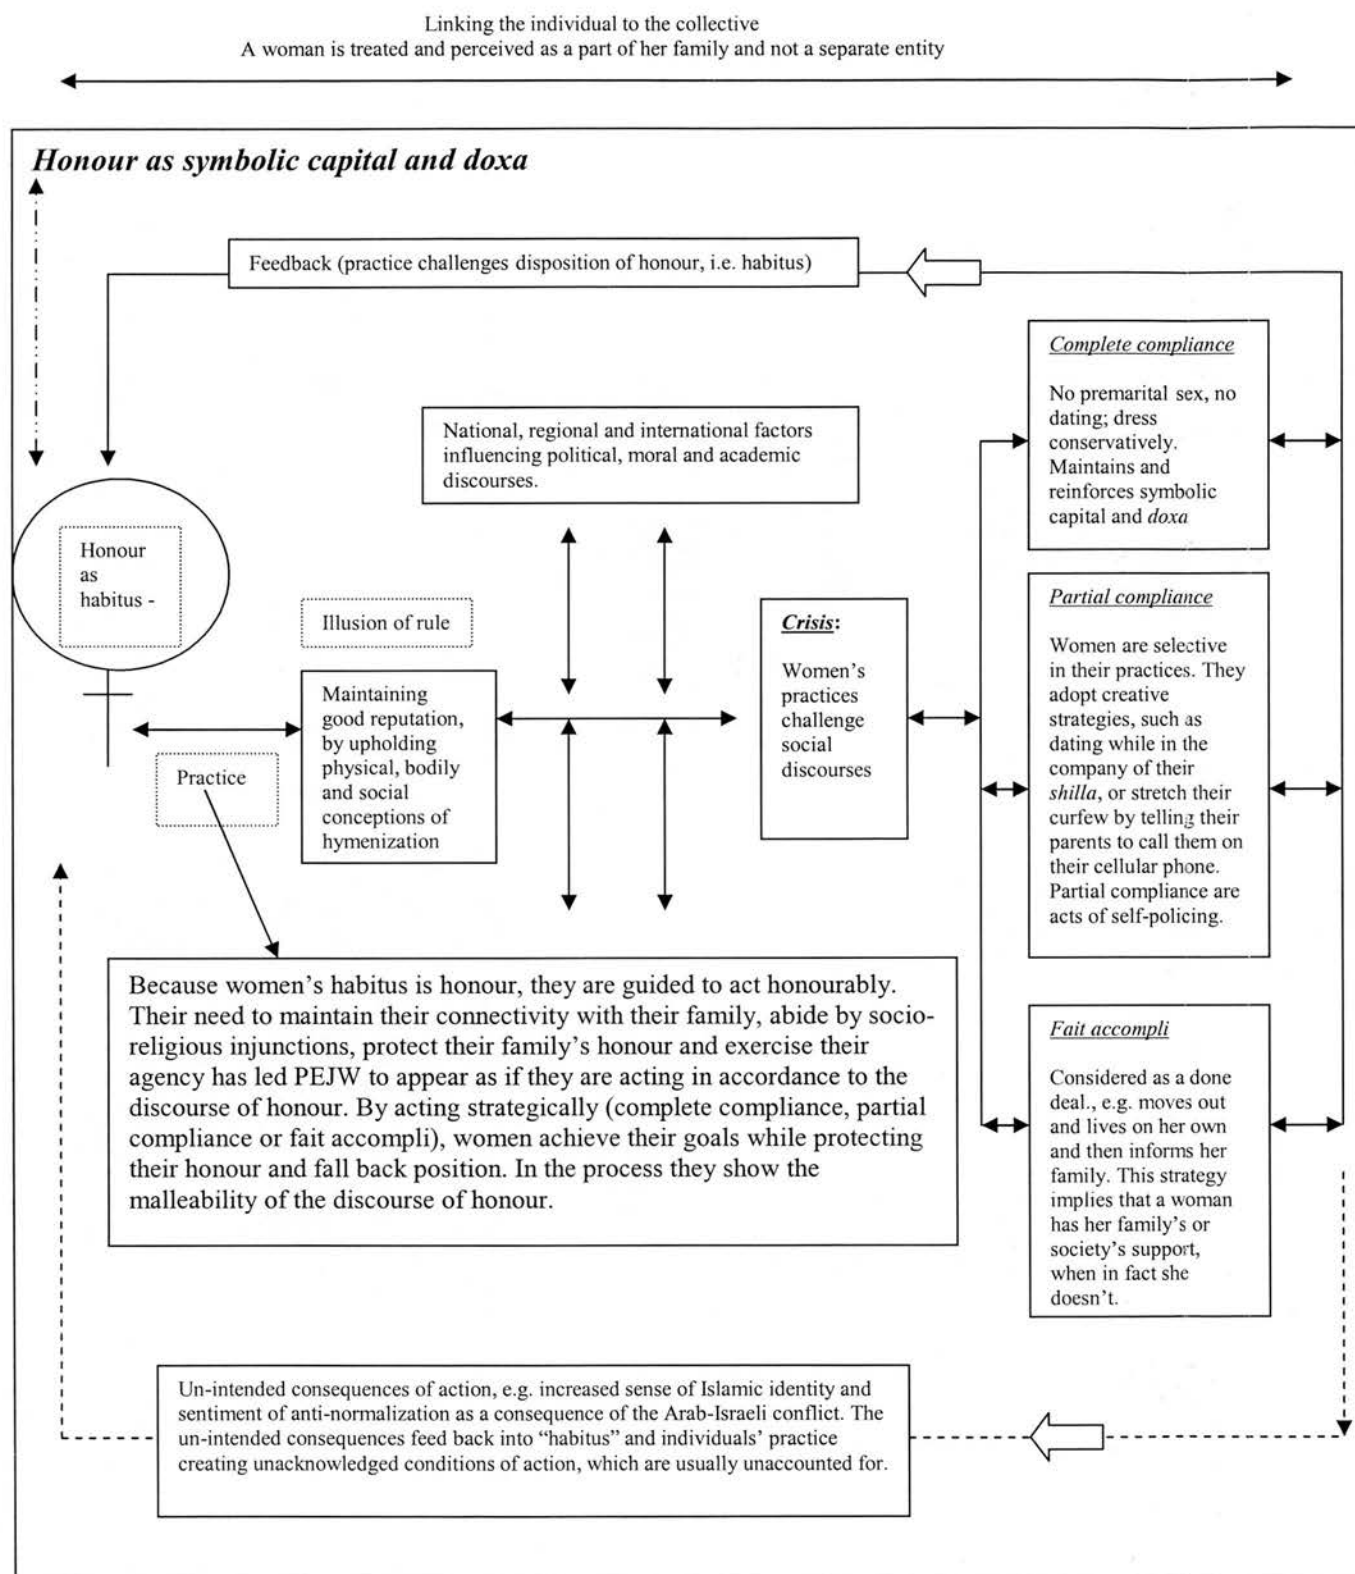 Linking the individual to the collective
A woman is treated and perceived as a part of her family and not a separate entity
Honour as symbolic capital and doxa
Feedback (practice challenges disposition of honour, i.e. habitus)
National, regional and international factors
influencing political, moral and academic
discourses.
Honour
as
habitus -
Illusion of rule
Maintaining
good reputation,
by upholding
physical, bodily
and social
conceptions of
hymenization
Practice
Crisis:
Women's
practices
challenge
social
discourses
Complete compliance
No premarital sex, no
dating; dress
conservatively.
Maintains and
reinforces symbolic
capital and doxa
Partial compliance
Women are selective
in their practices. They
adopt creative
strategies, such as
dating while in the
company of their
shilla, or stretch their
curfew by telling their
parents to call them on
their cellular phone.
Partial compliance are
acts of self-policing.
Fait accompli
Considered as a done
deal., e.g. moves out
and lives on her own
and then informs her
family. This strategy
implies that a woman
has her family's or
society's support,
when in fact she
doesn't.
Because women's habitus is honour, they are guided to act honourably.
Their need to maintain their connectivity with their family, abide by socio-
religious injunctions, protect their family's honour and exercise their
agency has led PEJW to appear as if they are acting in accordance to the
discourse of honour. By acting strategically (complete compliance, partial
compliance or fait accompli), women achieve their goals while protecting
their honour and fall back position. In the process they show the
malleability of the discourse of honour.
Un-intended consequences of action, e.g. increased sense of Islamic identity and
sentiment of anti-normalization as a consequence of the Arab-Israeli conflict. The
un-intended consequences feed back into "habitus" and individuals' practice
creating unacknowledged conditions of action, which are usually unaccounted for.